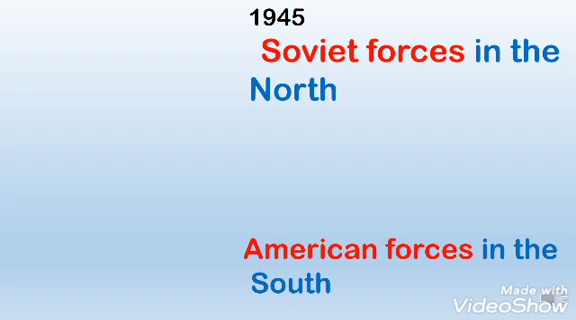 1945
Soviet forces in the
North
American forces in the
South
Made with
VideoShow